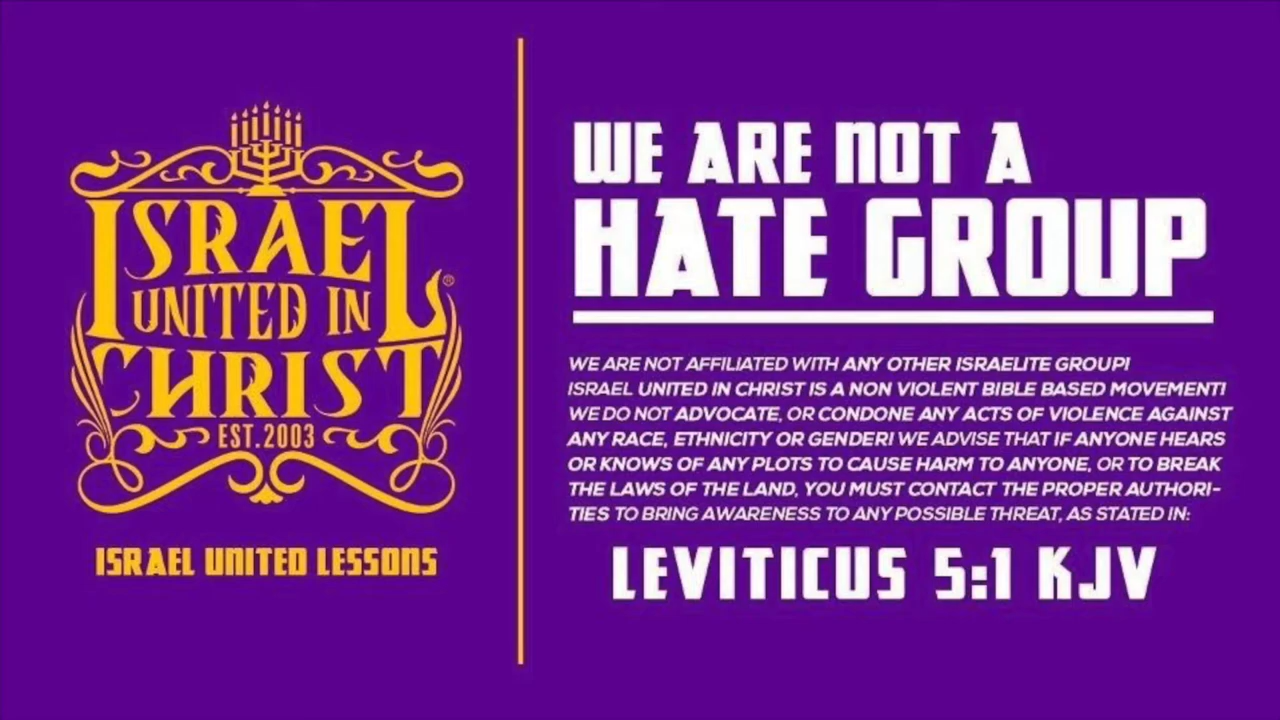 ISRAEL
UNITED IN
CHRIST
®
EST. 2003
ISRAEL UNITED LESSONS
WE ARE NOT A
HATE GROUP
WE ARE NOT AFFILIATED WITH ANY OTHER ISRAELITE GROUP!
ISRAEL UNITED IN CHRIST IS A NON VIOLENT BIBLE BASED MOVEMENT!
WE DO NOT ADVOCATE, OR CONDONE ANY ACTS OF VIOLENCE AGAINST
ANY RACE, ETHNICITY OR GENDER! WE ADVISE THAT IF ANYONE HEARS
OR KNOWS OF ANY PLOTS TO CAUSE HARM TO ANYONE, OR TO BREAK
THE LAWS OF THE LAND, YOU MUST CONTACT THE PROPER AUTHORI-
TIES TO BRING AWARENESS TO ANY POSSIBLE THREAT, AS STATED IN:
LEVITICUS 5:1 KJV